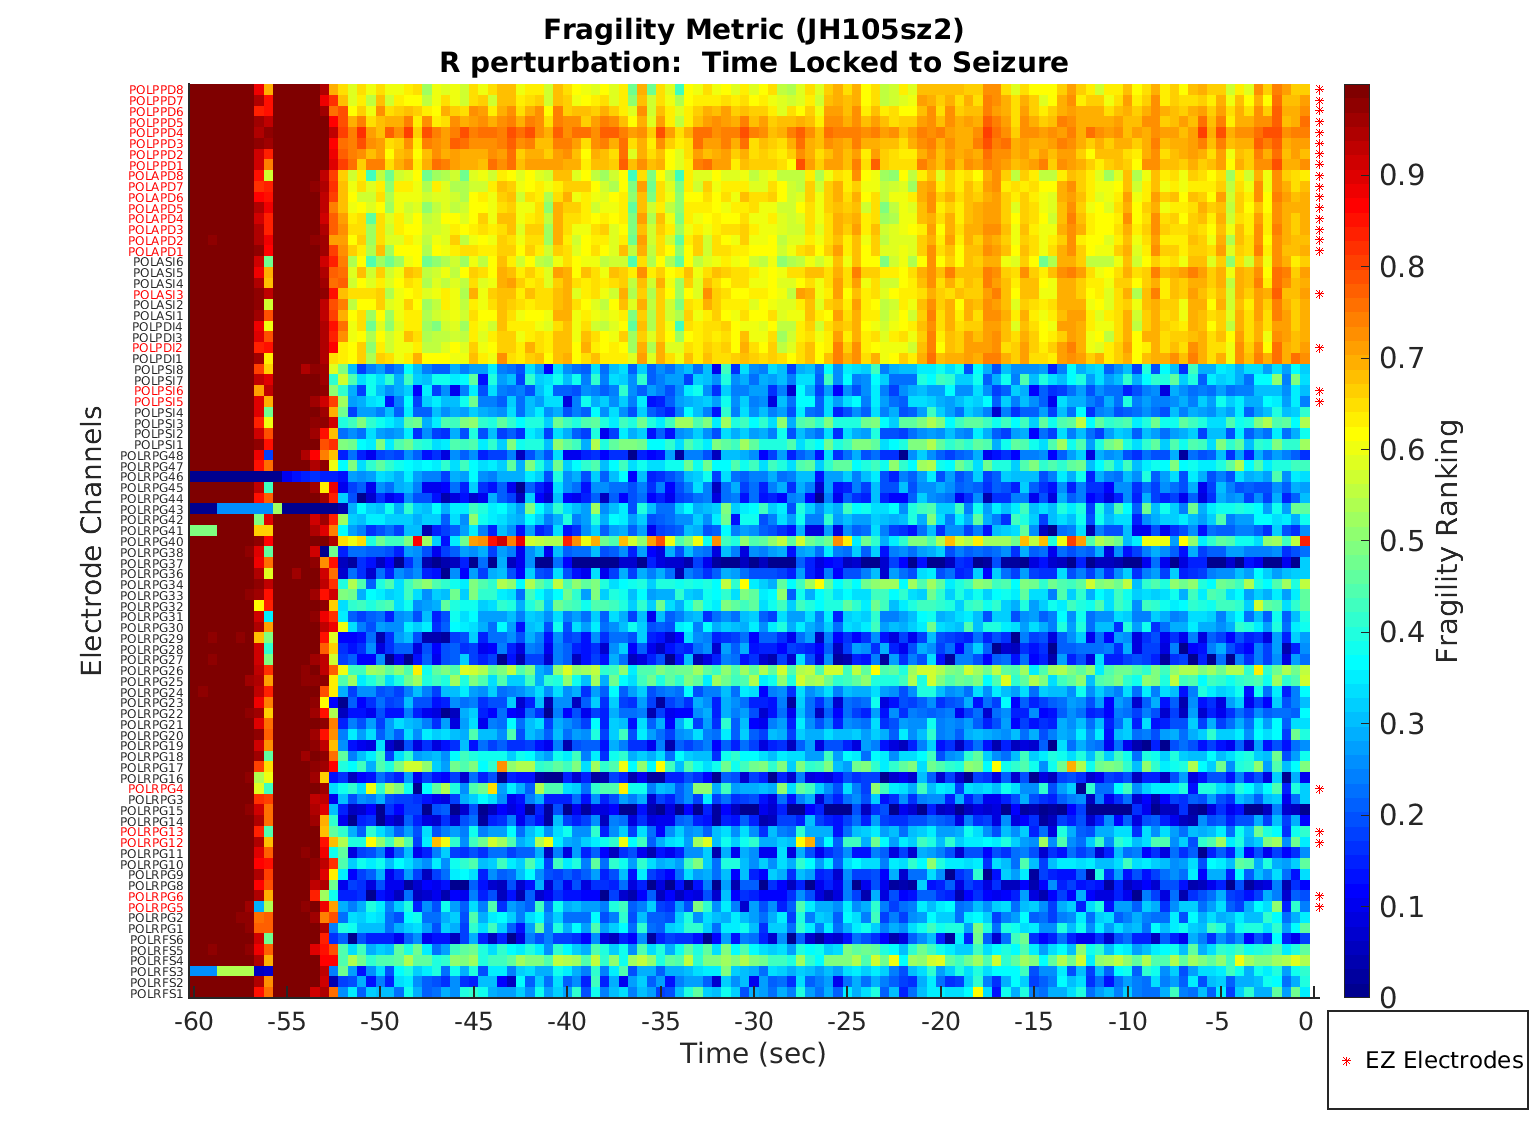 Fragility Metric (JH105sz2)
R perturbation:  Time Locked to Seizure
POLPPD8
POLPPD7
POLPPD6
POLPPD5
POLPPD4
POLPPD3
POLPPD2
POLPPD1
POLAPD8
POLAPD7
POLAPD6
POLAPD5
POLAPD4
POLAPD3
POLAPD2
POLAPD1
POLASI6
POLASI5
POLASI4
POLASI3
POLASI2
POLASI1
POLPDI4
POLPDI3
POLPDI2
POLPDI1
POLPSI8
POLPSI7
POLPSI6
POLPSI5
POLPSI4
POLPSI3
POLPSI2
POLPSI1
POLRPG48
POLRPG47
POLRPG46
POLRPG45
POLRPG44
POLRPG43
POLRPG42
POLRPG41
POLRPG40
POLRPG38
POLRPG37
POLRPG36
POLRPG34
POLRPG33
POLRPG32
POLRPG31
POLRPG30
POLRPG29
POLRPG28
POLRPG27
POLRPG26
POLRPG25
POLRPG24
POLRPG23
POLRPG22
POLRPG21
POLRPG20
POLRPG19
POLRPG18
POLRPG17
POLRPG16
POLRPG4
POLRPG3
POLRPG15
POLRPG14
POLRPG13
POLRPG12
POLRPG11
POLRPG10
POLRPG9
POLRPG8
POLRPG6
POLRPG5
POLRPG2
POLRPG1
POLRFS6
POLRFS5
POLRFS4
POLRFS3
POLRFS2
POLRFS1
Electrode Channels
-60 -55 -50 -45 -40 -35 -30 -25 -20 -15 -10 -5 0
Time (sec)
0.9
0.8
0.7
0.6
0.5
0.4
0.3
0.2
0.1
0
Fragility Ranking
EZ Electrodes